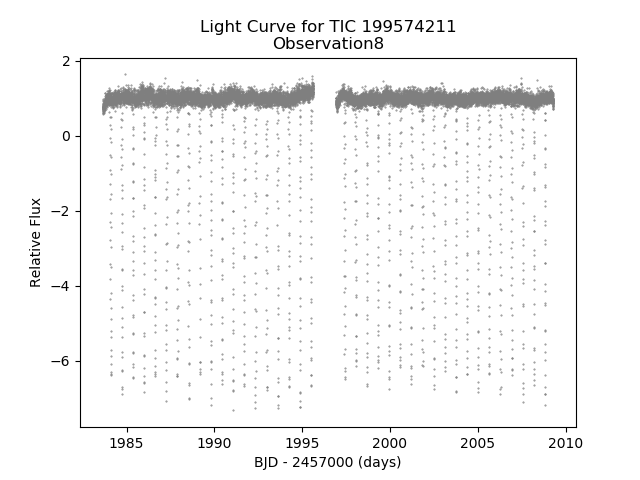 Light Curve for TIC 199574211
Observation8
2
0
−2
−4
−6
Relative Flux
1985
1990
1995
2000
2005
2010
BJD - 2457000 (days)